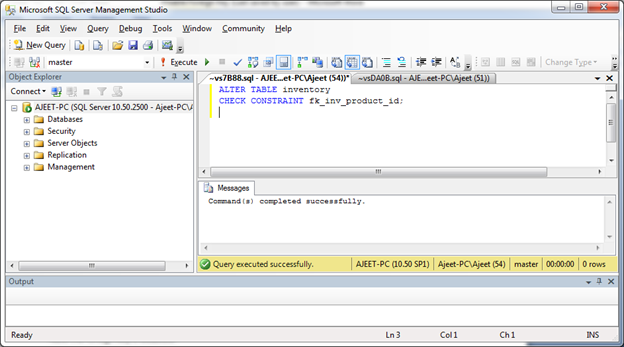 Microsoft SQL Server Management Studio
File Edit View Query Debug Tools Window Community Help
New Query
master Execute Change Type
Object Explorer
Connect
AJEET-PC (SQL Server 10.50.2500 - Ajeet-PC\A
Databases
Security
Server Objects
Replication
Management
~vs7B88.sql - AJEE...et-PC\Ajeet (54))* ~vsDA0B.sql - AJE...eet-PC\Ajeet (51))
ALTER TABLE inventory
CHECK CONSTRAINT fk_inv_product_id;
Messages
Command(s) completed successfully.
Query executed successfully. AJEET-PC (10.50 SP1) Ajeet-PC\Ajeet (54) master 00:00:00 0 rows
Output
Ready Ln 3 Col 1 Ch 1 INS